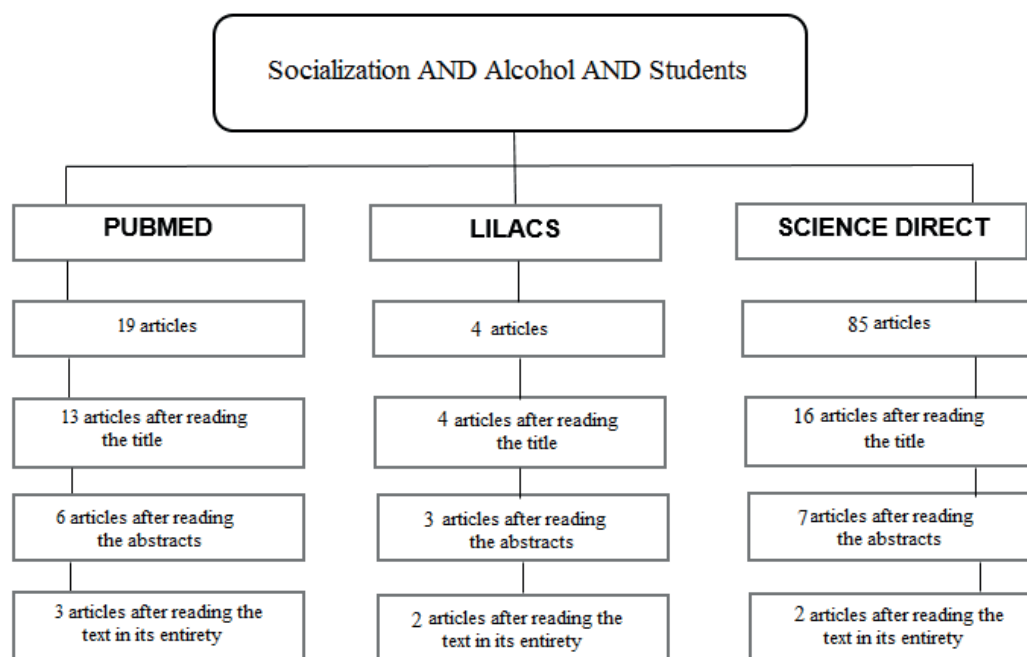 Socialization AND Alcohol AND Students
PUBMED
LILACS
SCIENCE DIRECT
19 articles
4 articles
85 articles
13 articles after reading
the title
4 articles after reading
the title
16 articles after reading
the title
6 articles after reading
the abstracts
3 articles after reading
the abstracts
7 articles after reading
the abstracts
3 articles after reading the
text in its entirety
2 articles after reading the
text in its entirety
2 articles after reading the
text in its entirety